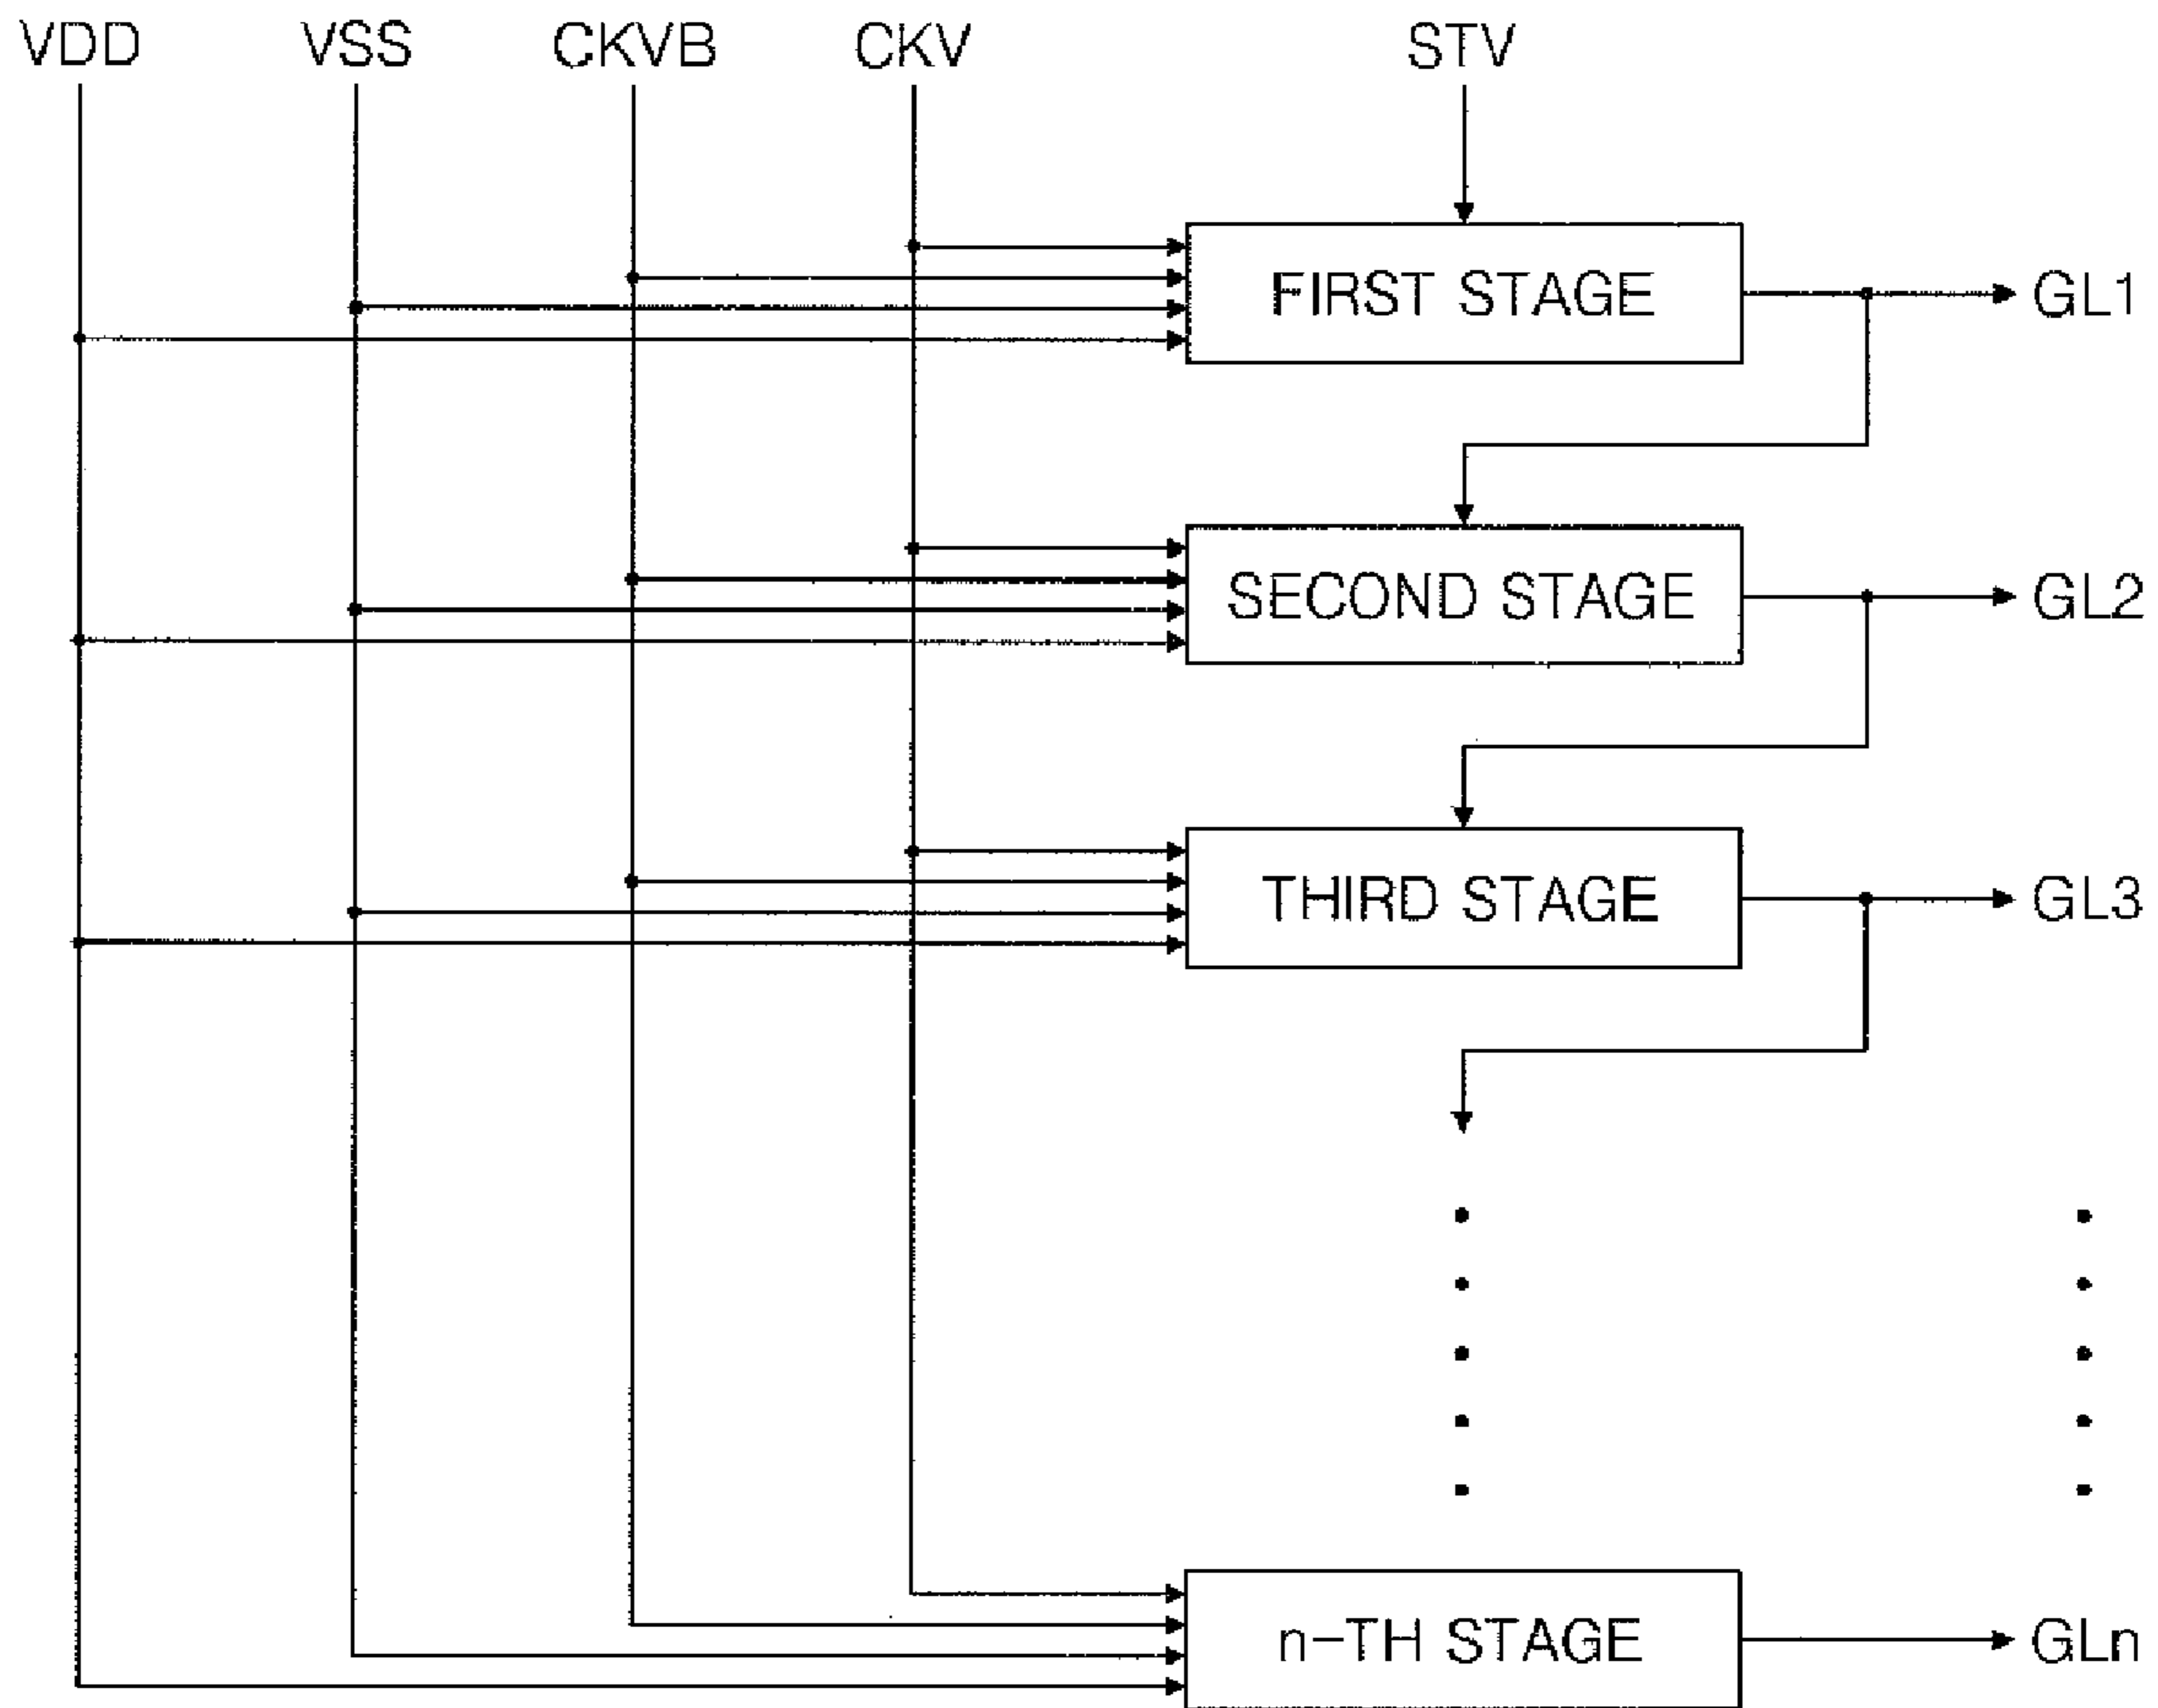 VDD VSS CKVB CKV STV
FIRST STAGE GL1
SECOND STAGE GL2
THIRD STAGE GL3
n-TH STAGE GLn